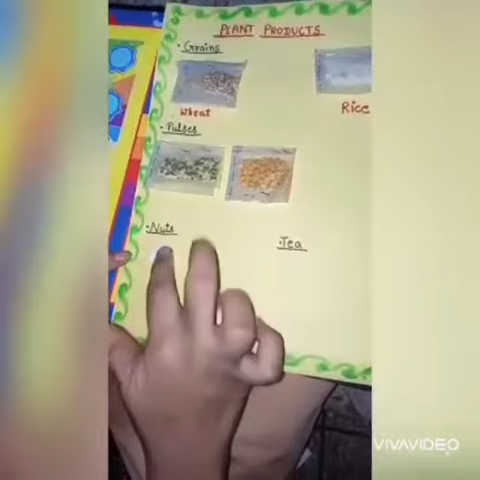 PLANT PRODUCTS
• Grains
Wheat
Rice
• Pulses
• Nuts
• Tea
VIVAVIDEO